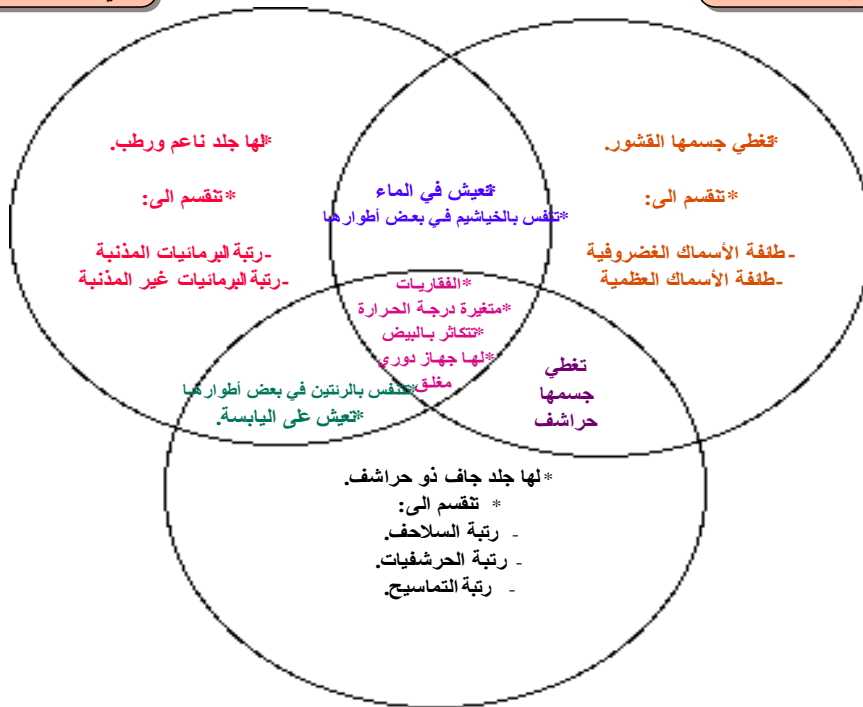 *تغطي جسمها القشور.
*تنقسم الى:
-طائفة الأسماك الغضروفية
-طائفة الأسماك العظمية
*لها جلد ناعم ورطب.
*تنقسم الى:
-رتبة البرمائيات المذنبة
-رتبة البرمائيات غير المذنبة
*تعيش في الماء
*تتنفس بالخياشيم في بعض أطوارها
*الفقاريات
*متغيرة درجة الحرارة
*تتكاثر بالبيض
*لها جهاز دوري
مغلق
تغطي
جسمها
حراشف
*تتنفس بالرئتين في بعض أطوارها
*تعيش على اليابسة.
* لها جلد جاف ذو حراشف.
* تنقسم الى:
- رتبة السلاحف.
- رتبة الحرشفيات.
- رتبة التماسيح.